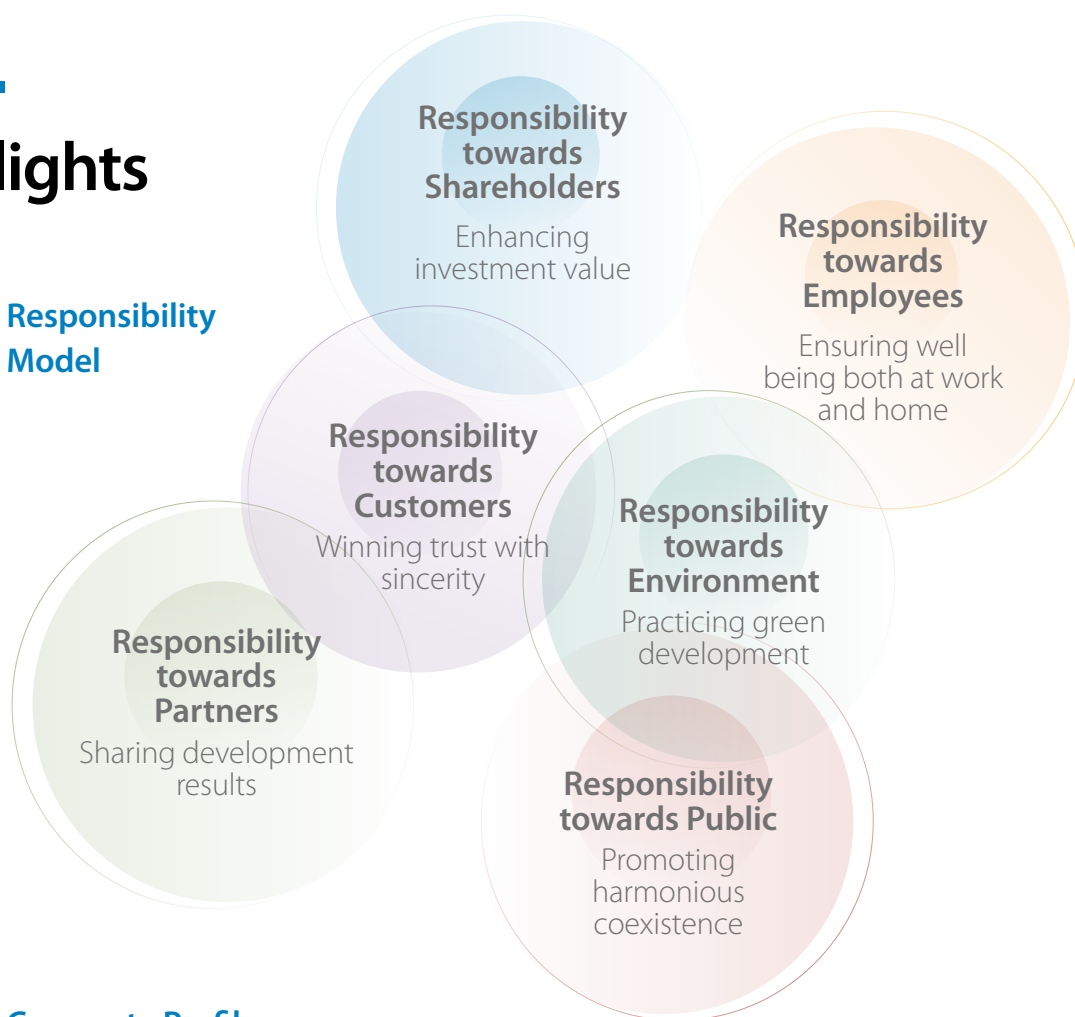 lights
Responsibility
Model
Responsibility
towards
Shareholders
Enhancing
investment value
Responsibility
towards
Employees
Ensuring well
being both at work
and home
Responsibility
towards
Customers
Winning trust with
sincerity
Responsibility
towards
Environment
Practicing green
development
Responsibility
towards
Partners
Sharing development
results
Responsibility
towards Public
Promoting
harmonious
coexistence